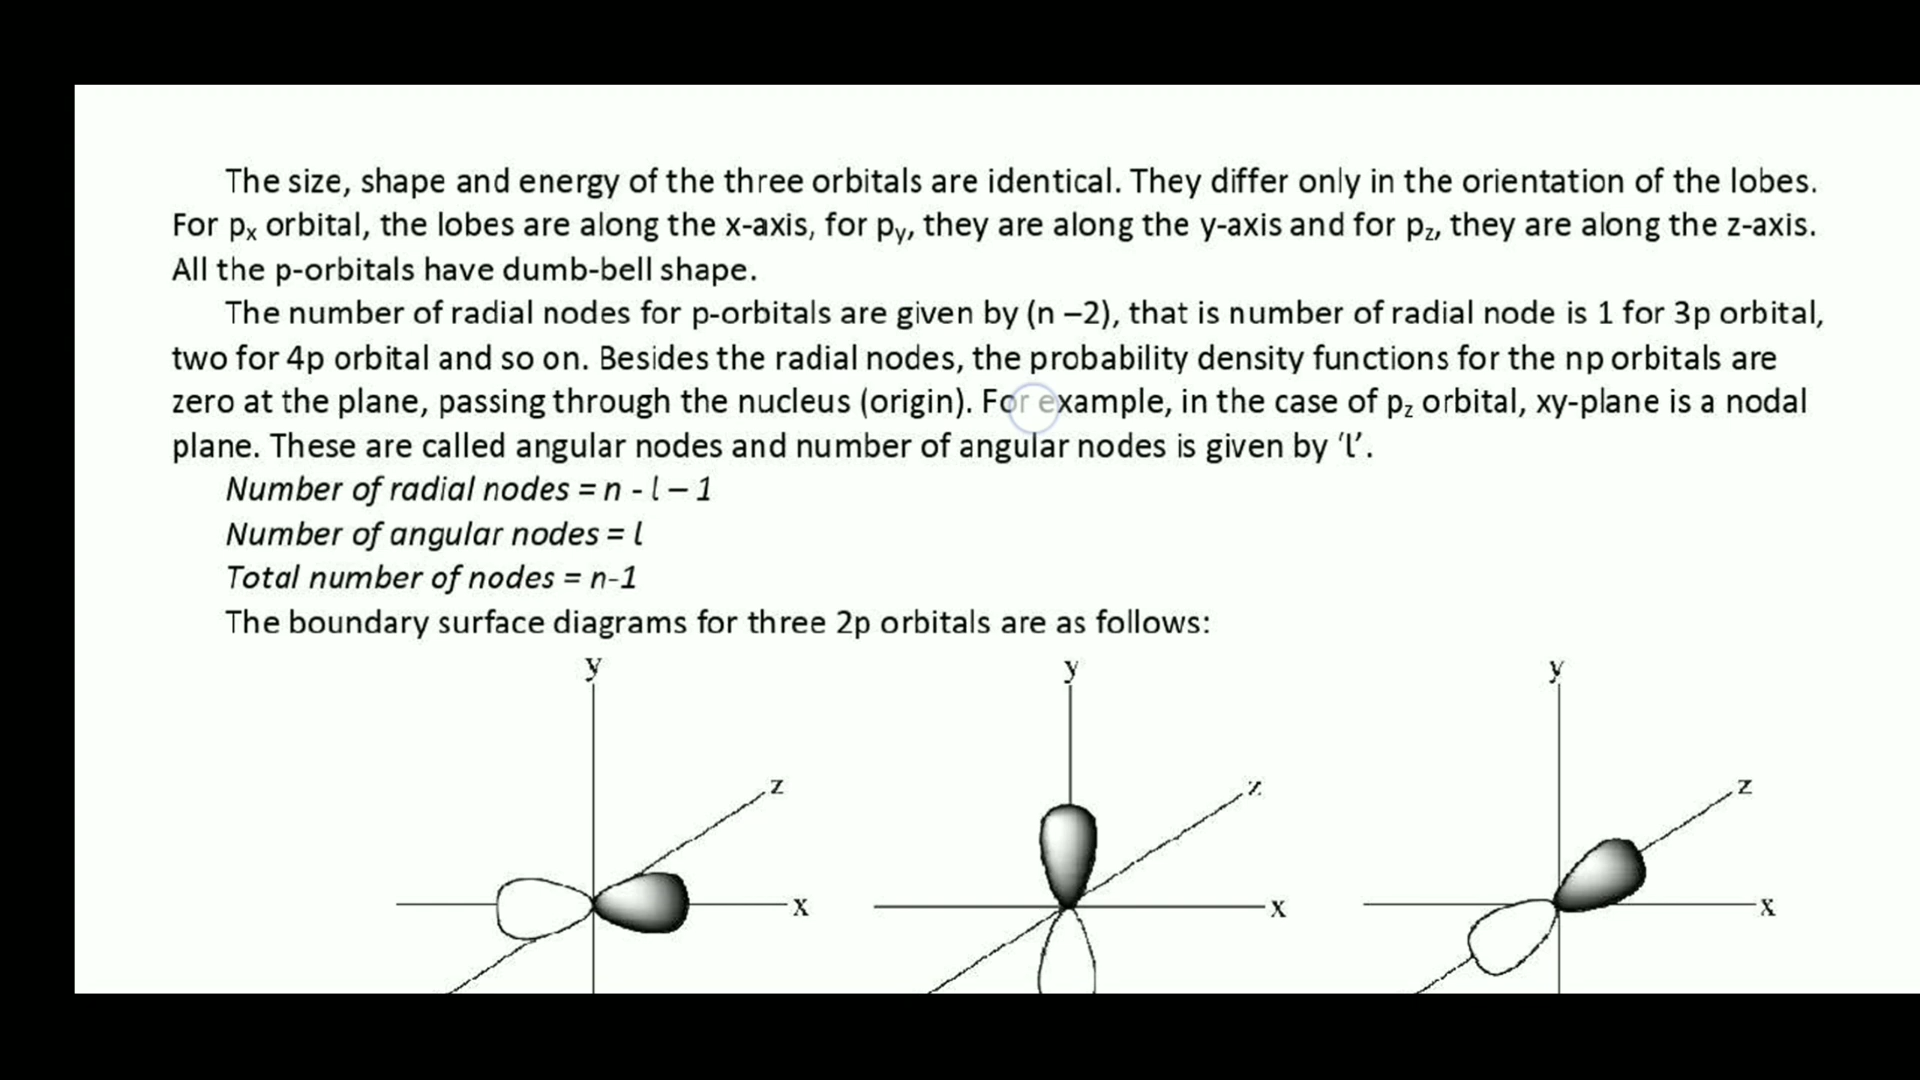 The size, shape and energy of the three orbitals are identical. They differ only in the orientation of the lobes.
For pₓ orbital, the lobes are along the x-axis, for py, they are along the y-axis and for pz, they are along the z-axis.
All the p-orbitals have dumb-bell shape.
The number of radial nodes for p-orbitals are given by (n –2), that is number of radial node is 1 for 3p orbital,
two for 4p orbital and so on. Besides the radial nodes, the probability density functions for the np orbitals are
zero at the plane, passing through the nucleus (origin). For example, in the case of pz orbital, xy-plane is a nodal
plane. These are called angular nodes and number of angular nodes is given by 'l'.
Number of radial nodes = n - l – 1
Number of angular nodes = l
Total number of nodes = n-1
The boundary surface diagrams for three 2p orbitals are as follows:
y y y
z z z
x x x